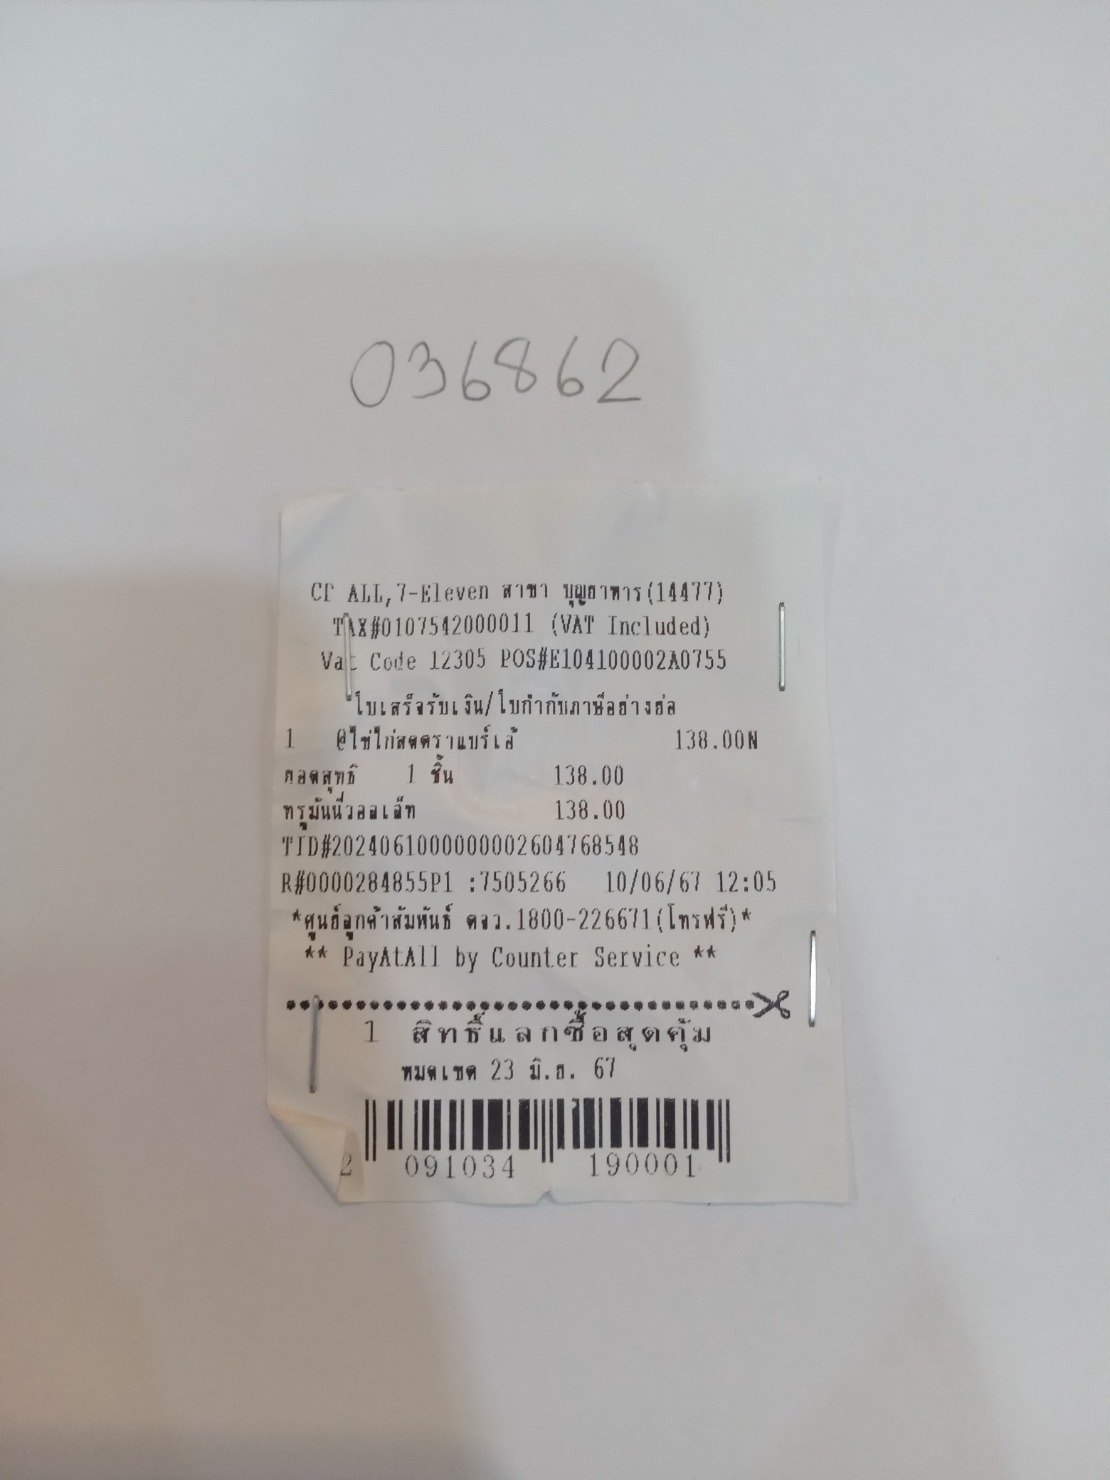 036862
CP ALL,7-Eleven สาขา บุญยาหาร(14477)
TAX#0107542000011 (VAT Included)
Vat Code 12305 POS#E104100002A0755
ใบเสร็จรับเงิน/ใบกำกับภาษีอย่างย่อ
1 @ไข่ไก่สดตราแบร์เอ้ 138.00N
ยอดสุทธิ 1 ชิ้น 138.00
ทรูมันนี่วอลเล็ท 138.00
TID#20240610000000002604768548
R#0000284855P1 :7505266 10/06/67 12:05
*ศูนย์ลูกค้าสัมพันธ์ ตจว.1800-226671(โทรฟรี)*
** PayAtAll by Counter Service **
1 สิทธิ์แลกซื้อสุดคุ้ม
หมดเขต 23 มิ.ย. 67
2 091034 190001